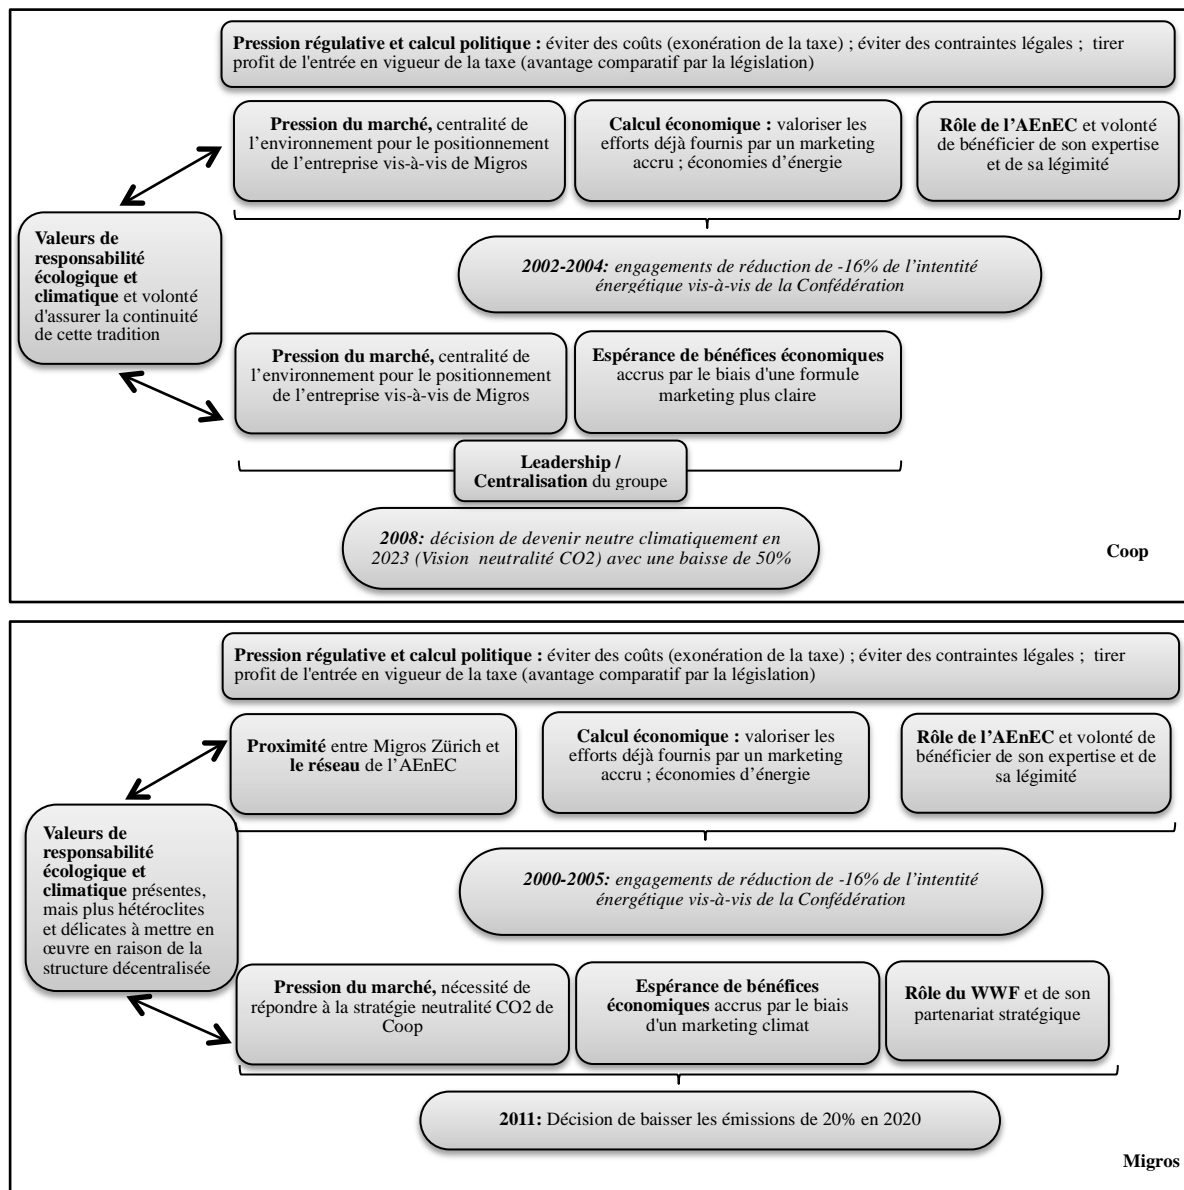 Pression régulative et calcul politique : éviter des coûts (exonération de la taxe) ; éviter des contraintes légales ; tirer
profit de l'entrée en vigueur de la taxe (avantage comparatif par la législation)
Pression du marché, centralité de
l'environnement pour le positionnement
de l'entreprise vis-à-vis de Migros
Calcul économique : valoriser les
efforts déjà fournis par un marketing
accru ; économies d'énergie
Rôle de l'AEnEC et volonté
de bénéficier de son expertise
et de sa légimité
Valeurs de
responsabilité
écologique et
climatique et volonté
d'assurer la continuité
de cette tradition
2002-2004: engagements de réduction de -16% de l'intentité
énergétique vis-à-vis de la Confédération
Pression du marché, centralité de
l'environnement pour le positionnement
de l'entreprise vis-à-vis de Migros
Espérance de bénéfices économiques
accrus par le biais d'une formule
marketing plus claire
Leadership /
Centralisation du groupe
2008: décision de devenir neutre climatiquement en
2023 (Vision neutralité CO2) avec une baisse de 50%
Coop
Pression régulative et calcul politique : éviter des coûts (exonération de la taxe) ; éviter des contraintes légales ; tirer
profit de l'entrée en vigueur de la taxe (avantage comparatif par la législation)
Proximité entre Migros Zürich et
le réseau de l'AEnEC
Calcul économique : valoriser les
efforts déjà fournis par un marketing
accru ; économies d'énergie
Rôle de l'AEnEC et volonté de
bénéficier de son expertise et de
sa légimité
Valeurs de
responsabilité
écologique et
climatique présentes,
mais plus hétéroclites
et délicates à mettre en
œuvre en raison de la
structure décentralisée
2000-2005: engagements de réduction de -16% de l'intentité
énergétique vis-à-vis de la Confédération
Pression du marché, nécessité de
répondre à la stratégie neutralité CO2 de
Coop
Espérance de bénéfices
économiques accrus par le biais
d'un marketing climat
Rôle du WWF et de son
partenariat stratégique
2011: Décision de baisser les émissions de 20% en 2020
Migros